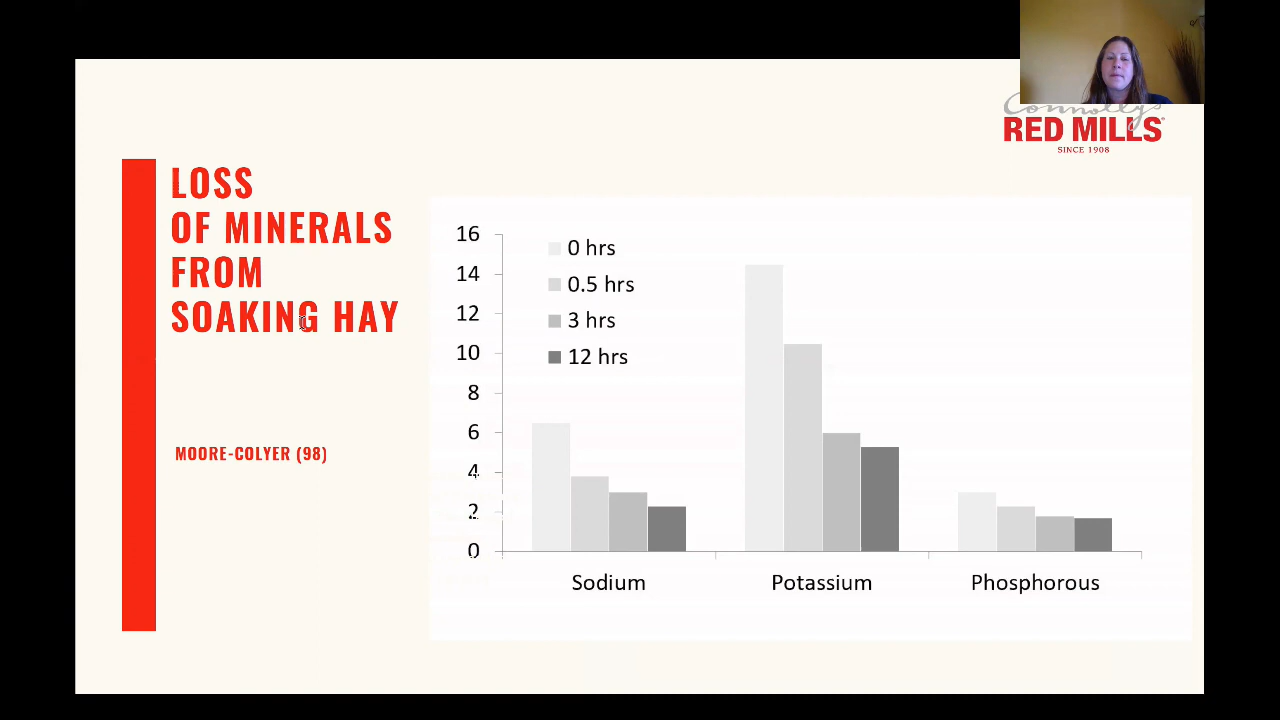 Connolly's
RED MILLS
SINCE 1908
LOSS
OF MINERALS
FROM
SOAKING HAY
MOORE-COLYER (98)
16
14
12
10
8
6
4
2
0
0 hrs
0.5 hrs
3 hrs
12 hrs
Sodium
Potassium
Phosphorous